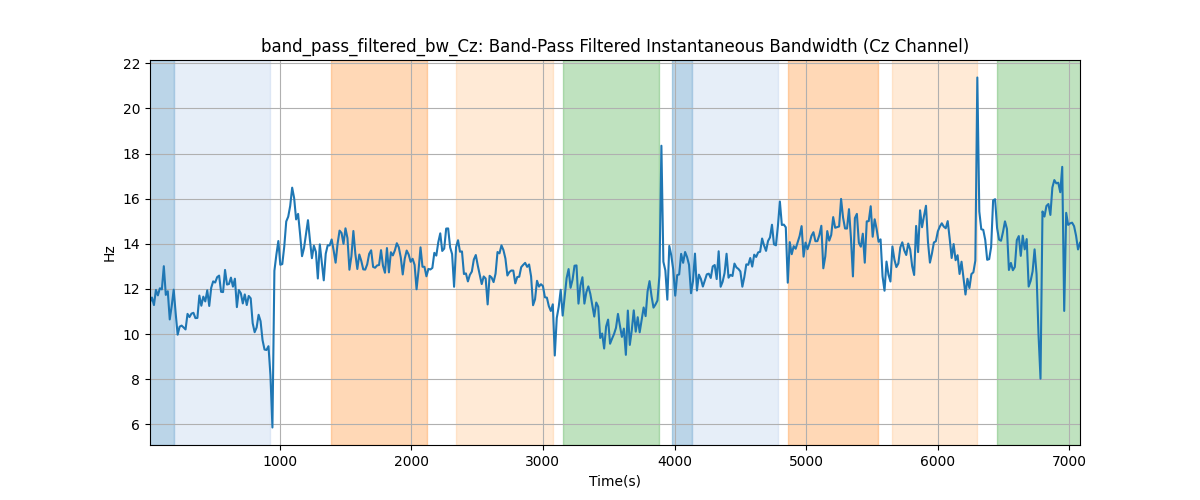 band_pass_filtered_bw_Cz: Band-Pass Filtered Instantaneous Bandwidth (Cz Channel)
22
20
18
16
14
12
10
8
6
Hz
1000 2000 3000 4000 5000 6000 7000
Time(s)